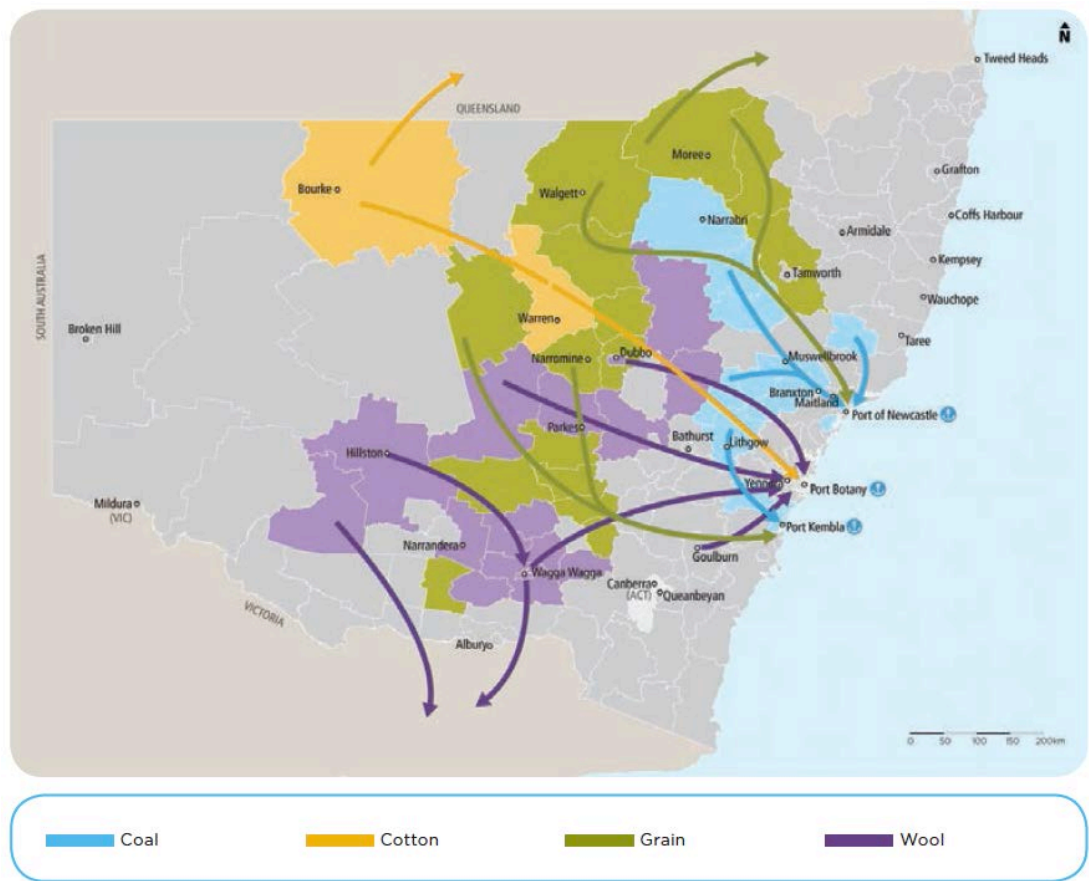 N
Tweed Heads
QUEENSLAND
Moree
Grafton
Bourke
Walgett
Narrabri
Coffs Harbour
Armidale
Kempsey
SOUTH AUSTRALIA
Tamworth
Wauchope
Broken Hill
Warren
Taree
Narromine
Dubbo
Muswellbrook
Branxton
Maitland
Port of Newcastle
Parkes
Bathurst
Lithgow
Hillston
Port Botany
Mildura
(VIC)
Port Kembla
Narrandera
Goulburn
Wagga Wagga
Canberra
(ACT)
Queanbeyan
VICTORIA
Albury
0 50 100 150 200km
Coal
Cotton
Grain
Wool